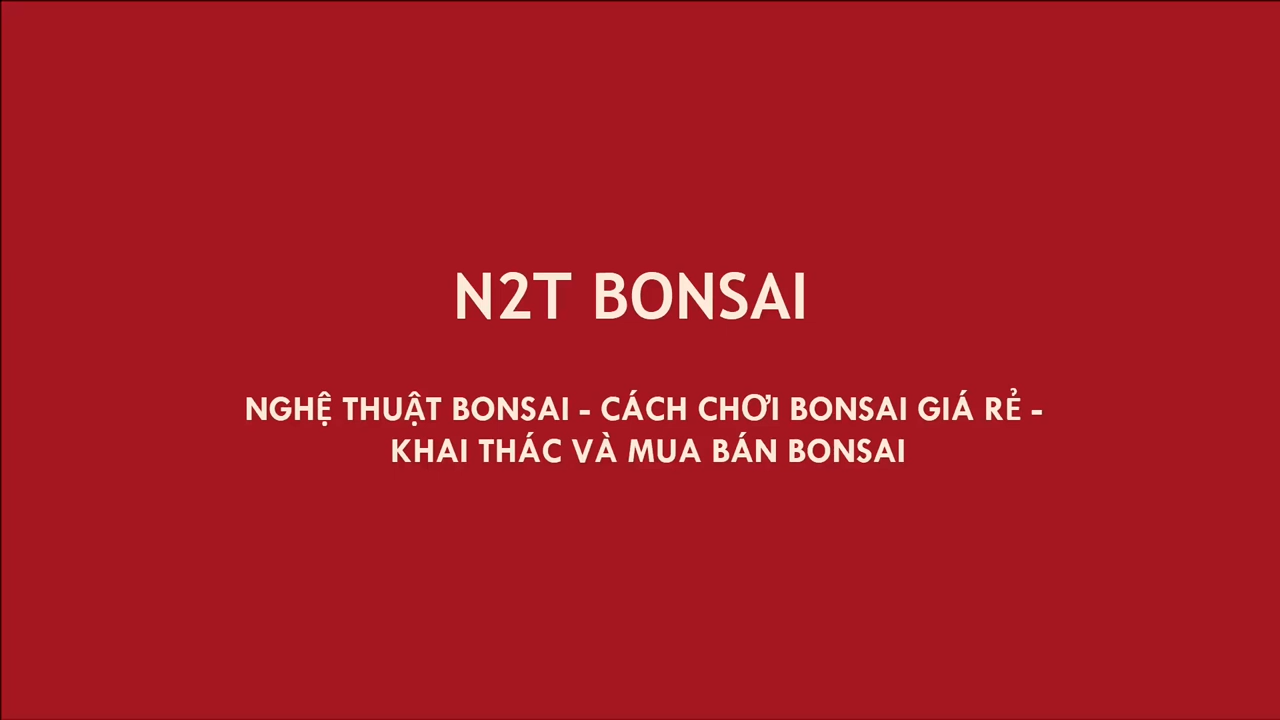 N2T BONSAI
NGHỆ THUẬT BONSAI - CÁCH CHƠI BONSAI GIÁ RẺ -
KHAI THÁC VÀ MUA BÁN BONSAI